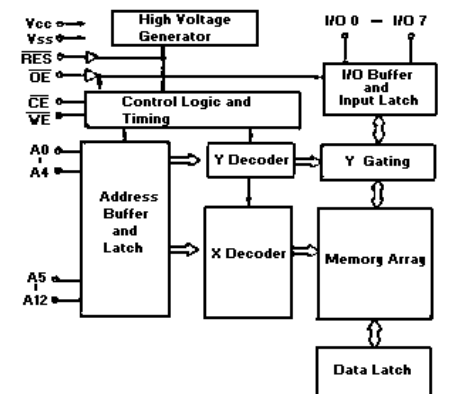 Vcc
Vss
RES
OE
CE
WE
A0
A4
A5
A12
High Voltage
Generator
I/O 0 — I/O 7
I/O Buffer
and
Input Latch
Control Logic and
Timing
Y Decoder
Y Gating
Address
Buffer
and
Latch
X Decoder
Memory Array
Data Latch